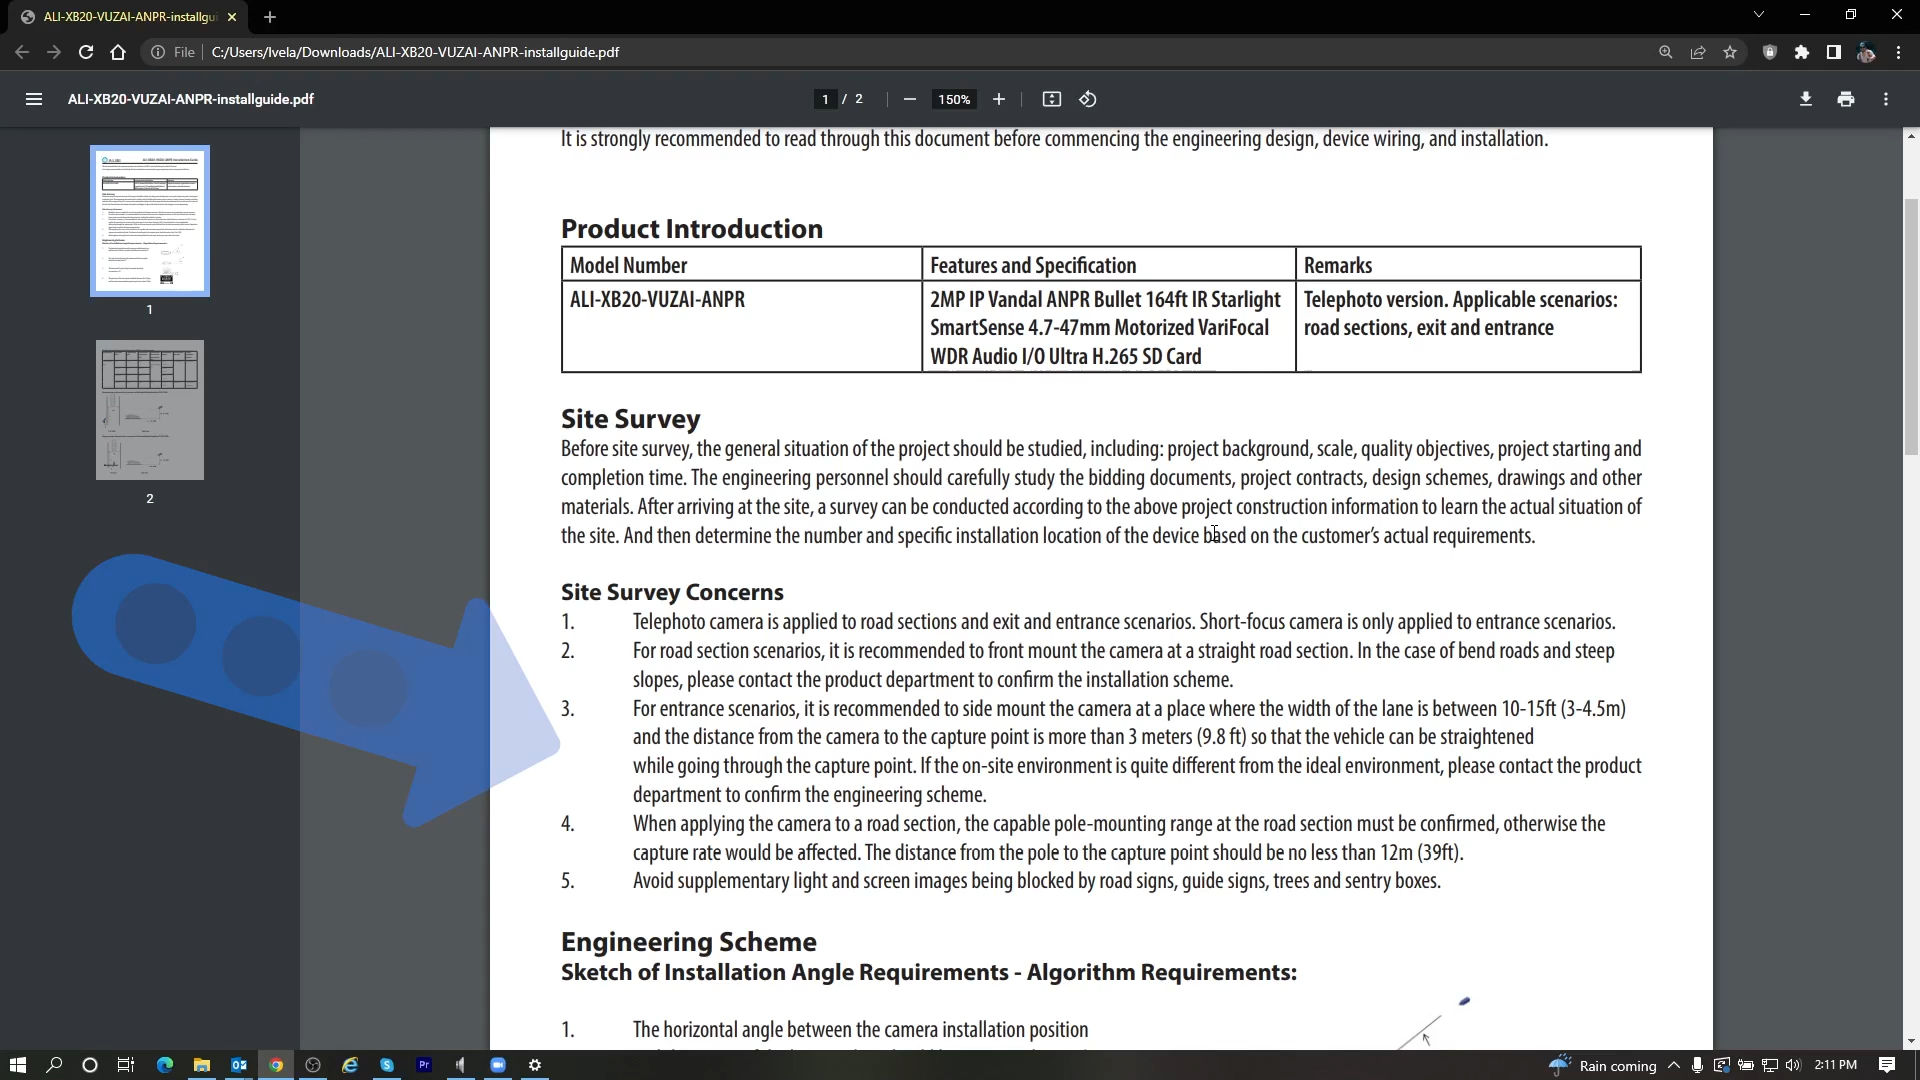 ALI-XB20-VUZAI-ANPR-installgui
File C:/Users/lvela/Downloads/ALI-XB20-VUZAI-ANPR-installguide.pdf
ALI-XB20-VUZAI-ANPR-installguide.pdf
1 / 2
150%
It is strongly recommended to read through this document before commencing the engineering design, device wiring, and installation.
Product Introduction
Model Number Features and Specification Remarks
ALI-XB20-VUZAI-ANPR 2MP IP Vandal ANPR Bullet 164ft IR Starlight Telephoto version. Applicable scenarios:
SmartSense 4.7-47mm Motorized VariFocal road sections, exit and entrance
WDR Audio I/O Ultra H.265 SD Card
Site Survey
Before site survey, the general situation of the project should be studied, including: project background, scale, quality objectives, project starting and
completion time. The engineering personnel should carefully study the bidding documents, project contracts, design schemes, drawings and other
materials. After arriving at the site, a survey can be conducted according to the above project construction information to learn the actual situation of
the site. And then determine the number and specific installation location of the device based on the customer's actual requirements.
Site Survey Concerns
1. Telephoto camera is applied to road sections and exit and entrance scenarios. Short-focus camera is only applied to entrance scenarios.
2. For road section scenarios, it is recommended to front mount the camera at a straight road section. In the case of bend roads and steep
slopes, please contact the product department to confirm the installation scheme.
3. For entrance scenarios, it is recommended to side mount the camera at a place where the width of the lane is between 10-15ft (3-4.5m)
and the distance from the camera to the capture point is more than 3 meters (9.8 ft) so that the vehicle can be straightened
while going through the capture point. If the on-site environment is quite different from the ideal environment, please contact the product
department to confirm the engineering scheme.
4. When applying the camera to a road section, the capable pole-mounting range at the road section must be confirmed, otherwise the
capture rate would be affected. The distance from the pole to the capture point should be no less than 12m (39ft).
5. Avoid supplementary light and screen images being blocked by road signs, guide signs, trees and sentry boxes.
Engineering Scheme
Sketch of Installation Angle Requirements - Algorithm Requirements:
1. The horizontal angle between the camera installation position
1
2
Rain coming
2:11 PM